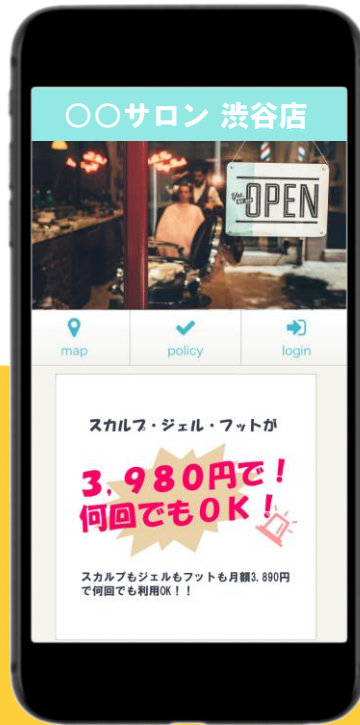 ○○サロン 渋谷店
OPEN
map
policy
login
スカルプ・ジェル・フットが
3,980円で!
何回でもOK!
スカルプもジェルもフットも月額3,890円
で何回でも利用OK!!